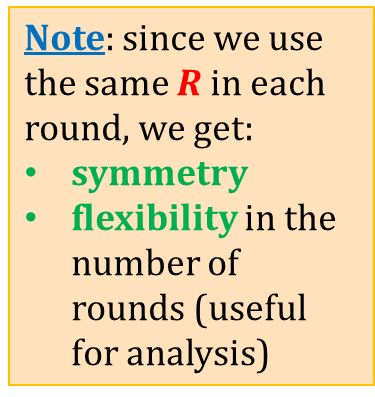 Note: since we use
the same R in each
round, we get:
• symmetry
• flexibility in the
number of
rounds (useful
for analysis)